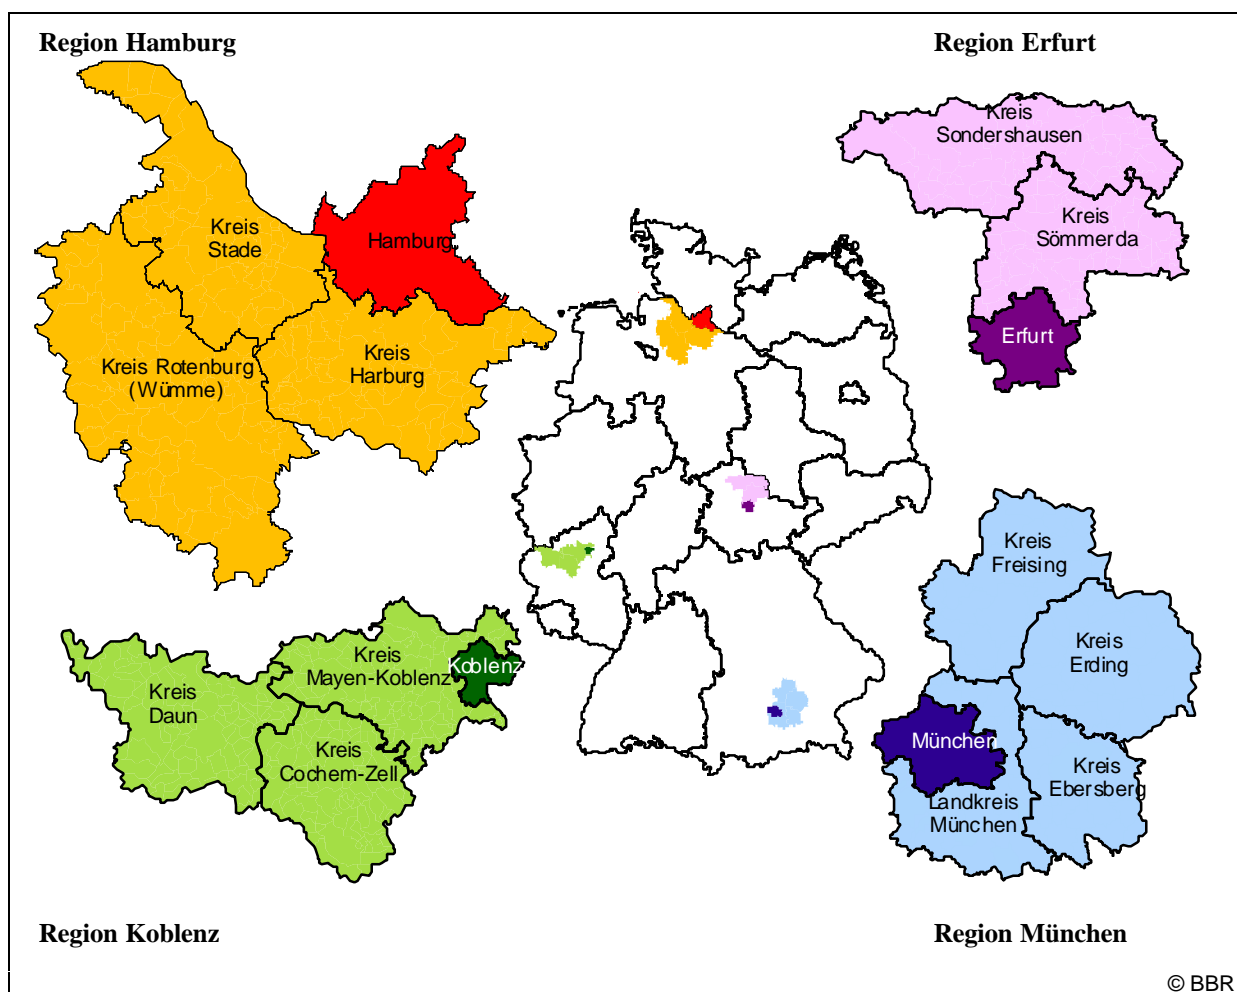 Region Hamburg
Region Erfurt
Kreis
Stade
Hamburg
Kreis Rotenburg
(Wümme)
Kreis
Harburg
Kreis
Sondershausen
Kreis
Sömmerda
Erfurt
Kreis
Daun
Kreis
Mayen-Koblenz
Koblenz
Kreis
Cochem-Zell
Kreis
Freising
Kreis
Erding
München
Kreis
Ebersberg
Landkreis
München
Region Koblenz
Region München
© BBR